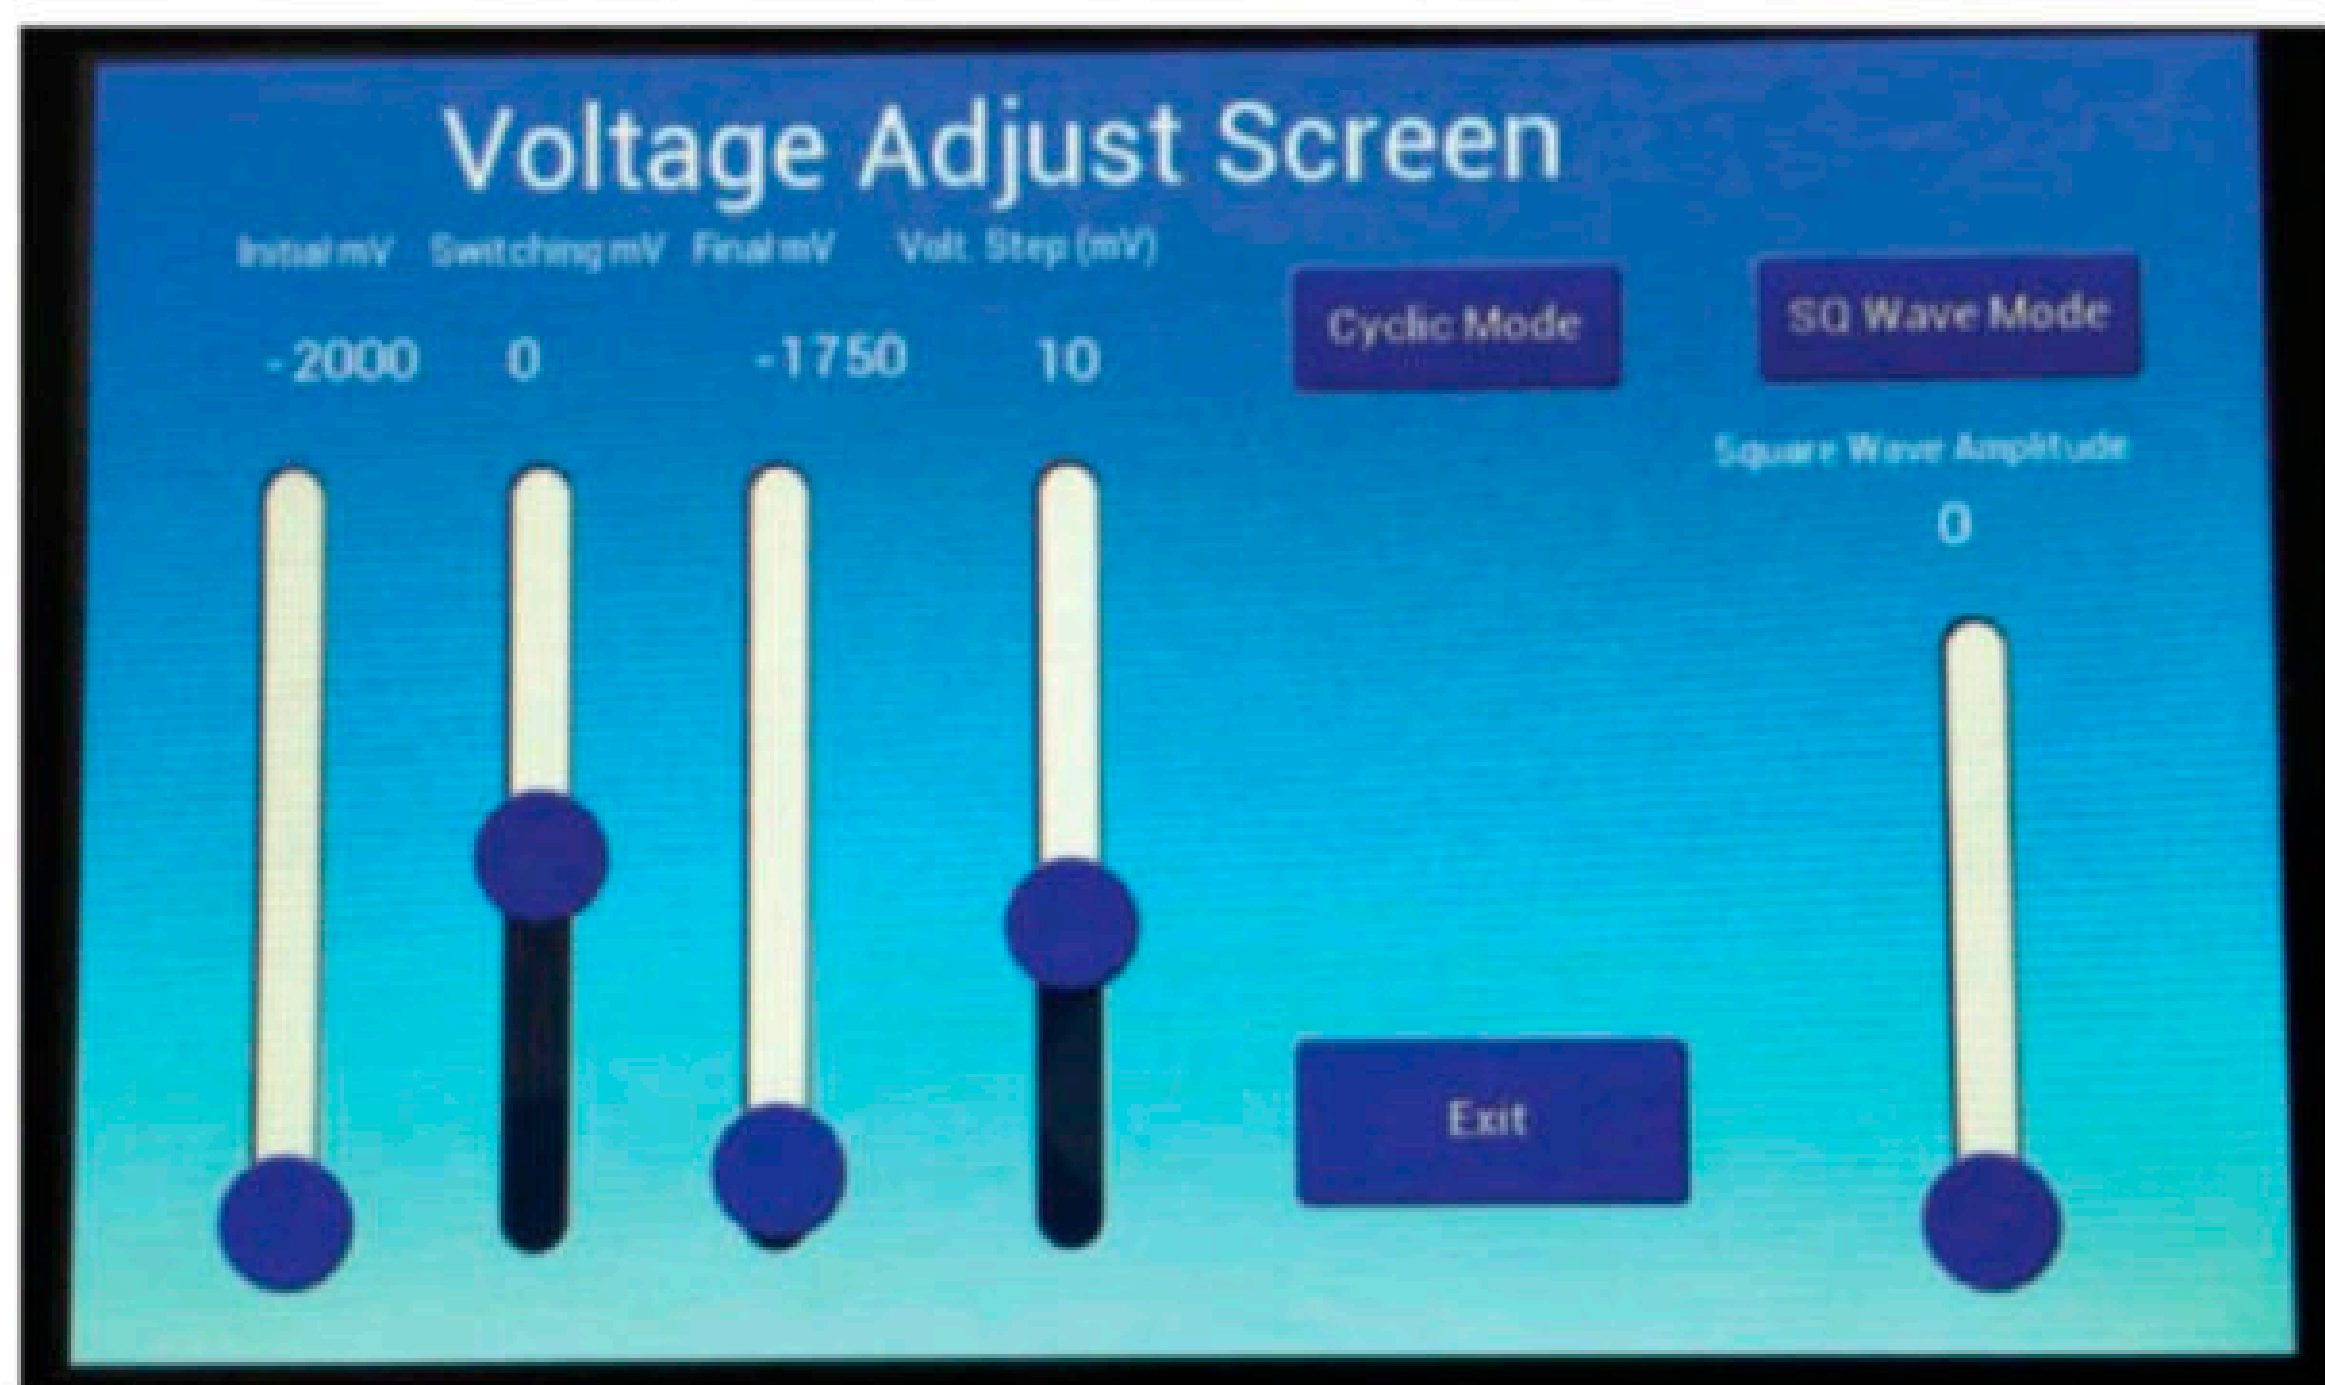 Voltage Adjust Screen
Initial mV Switching mV Final mV Volt. Step (mV)
-2000 0 -1750 10
Cyclic Mode
SQ Wave Mode
Square Wave Amplitude
0
Exit